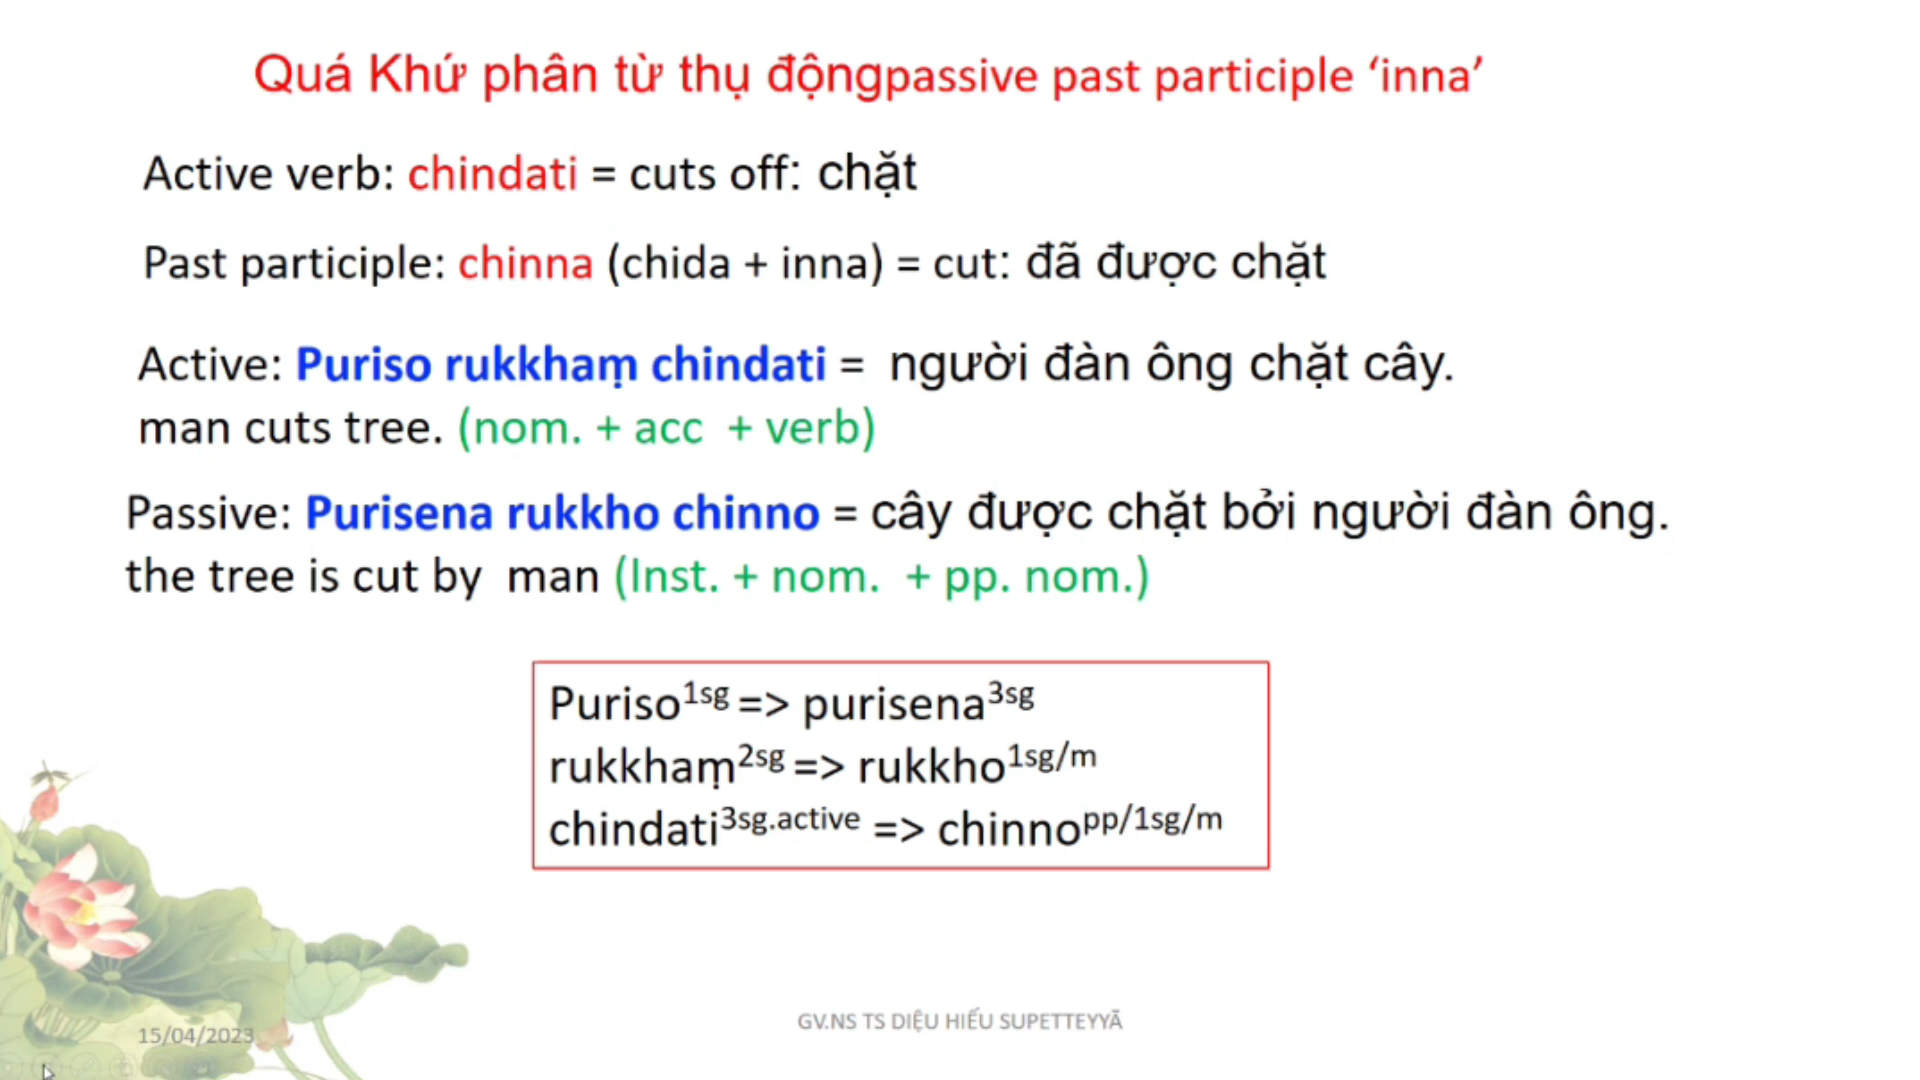 Quá Khứ phân từ thụ độngpassive past participle ‘inna’
Active verb: chindati = cuts off: chặt
Past participle: chinna (chida + inna) = cut: đã được chặt
Active: Puriso rukkhaṃ chindati = người đàn ông chặt cây.
man cuts tree. (nom. + acc + verb)
Passive: Purisena rukkho chinno = cây được chặt bởi người đàn ông.
the tree is cut by man (Inst. + nom. + pp. nom.)
Puriso1sg => purisena3sg
rukkhaṃ2sg => rukkho1sg/m
chindati3sg.active => chinnopp/1sg/m
GV.NS TS DIỆU HIẾU SUPETTEYYĀ
15/04/2023